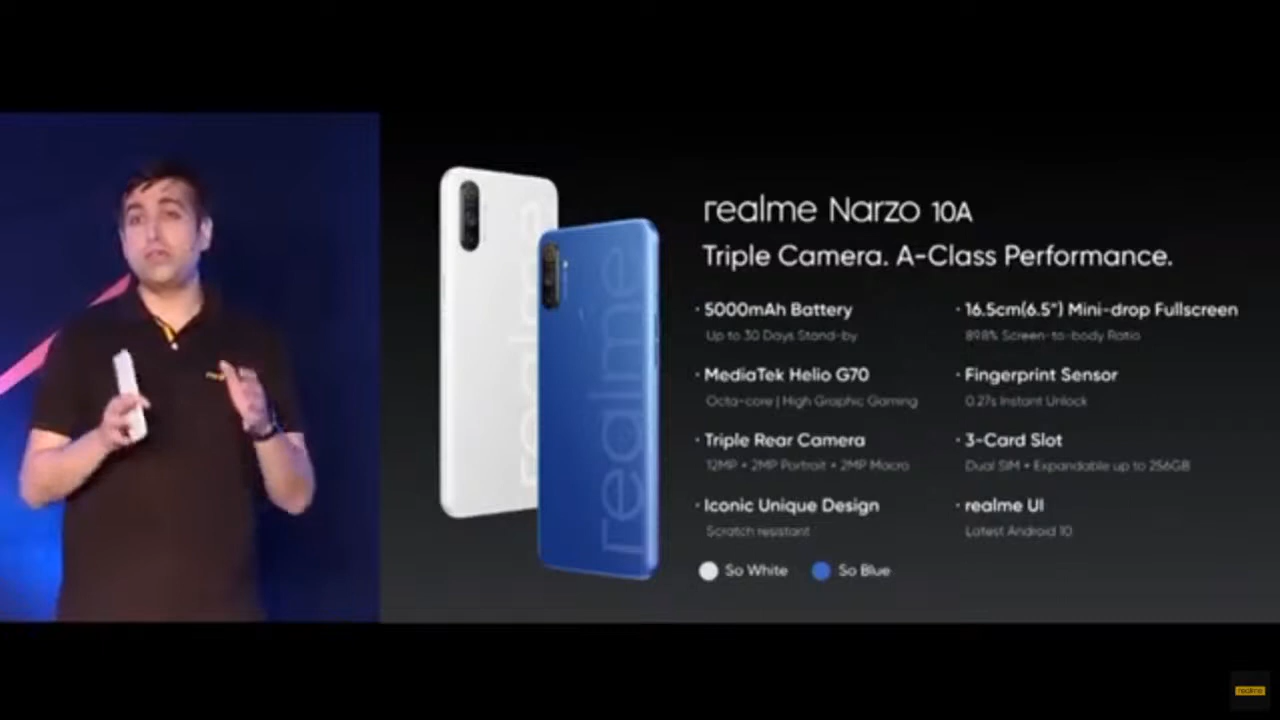 realme Narzo 10A
Triple Camera. A-Class Performance.
· 5000mAh Battery
Up to 30 Days Stand-by
· 16.5cm(6.5") Mini-drop Fullscreen
89.8% Screen-to-body Ratio
· MediaTek Helio G70
Octa-core | High Graphic Gaming
· Fingerprint Sensor
0.27s Instant Unlock
· Triple Rear Camera
12MP + 2MP Portrait + 2MP Macro
· 3-Card Slot
Dual SIM + Expandable up to 256GB
· Iconic Unique Design
Scratch resistant
· realme UI
Latest Android 10
So White
So Blue
realme
realme
realme